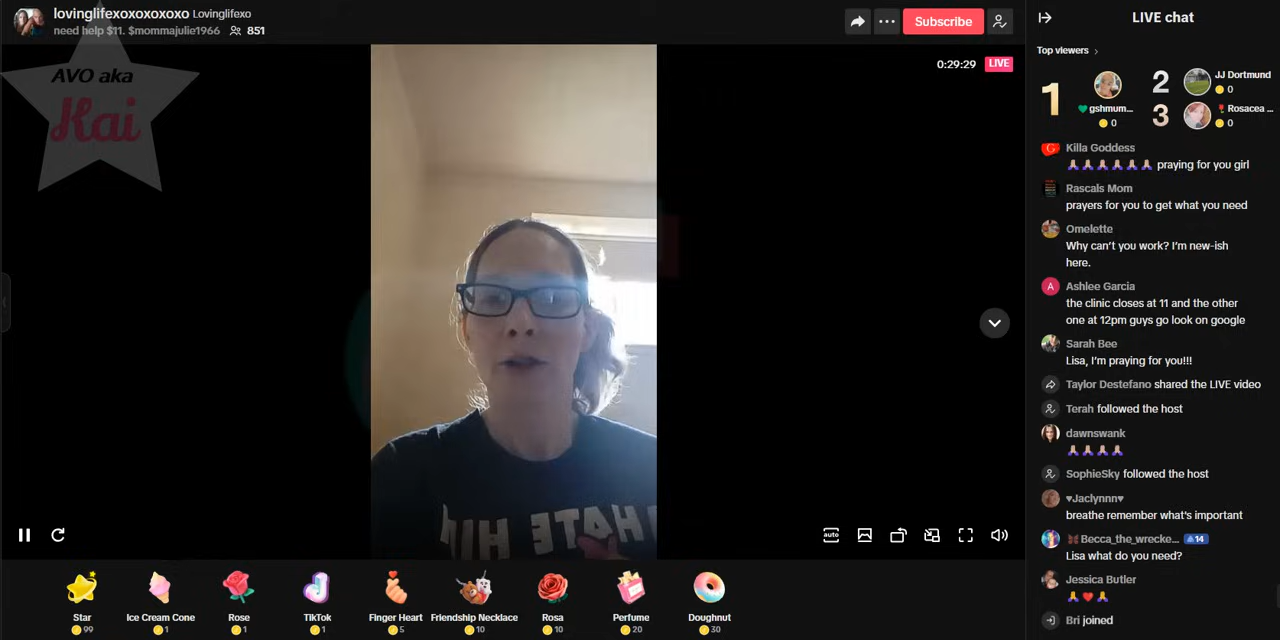 lovinglifexoxoxoxoxo Lovinglifexo
need help $11. $mommajulie1966 851
Subscribe
AVO aka
Kai
0:29:29 LIVE
HATE HIM
auto
Star
99
Ice Cream Cone
1
Rose
1
TikTok
1
Finger Heart
5
Friendship Necklace
10
Rosa
10
Perfume
20
Doughnut
30
LIVE chat
Top viewers
1
gshmum...
0
2
JJ Dortmund
0
3
Rosacea ...
0
Killa Goddess
🙏🏼🙏🏼🙏🏼🙏🏼🙏🏼🙏🏼 praying for you girl
Rascals Mom
prayers for you to get what you need
Omelette
Why can't you work? I'm new-ish
here.
A Ashlee Garcia
the clinic closes at 11 and the other
one at 12pm guys go look on google
Sarah Bee
Lisa, I'm praying for you!!!
Taylor Destefano shared the LIVE video
Terah followed the host
dawnswank
🙏🏼🙏🏼🙏🏼🙏🏼
SophieSky followed the host
♥Jaclynnn♥
breathe remember what's important
Becca_the_wrecke... 14
Lisa what do you need?
Jessica Butler
🙏❤️🙏
Bri joined